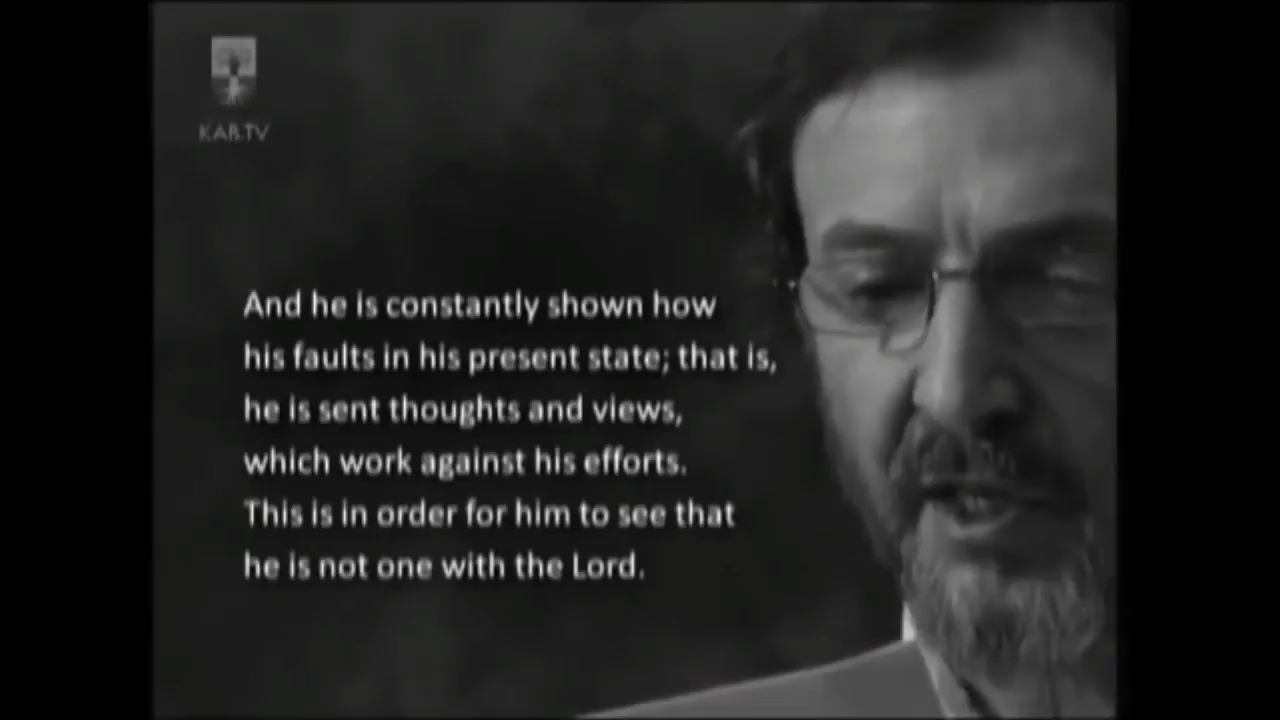 KAB.TV
And he is constantly shown how
his faults in his present state; that is,
he is sent thoughts and views,
which work against his efforts.
This is in order for him to see that
he is not one with the Lord.